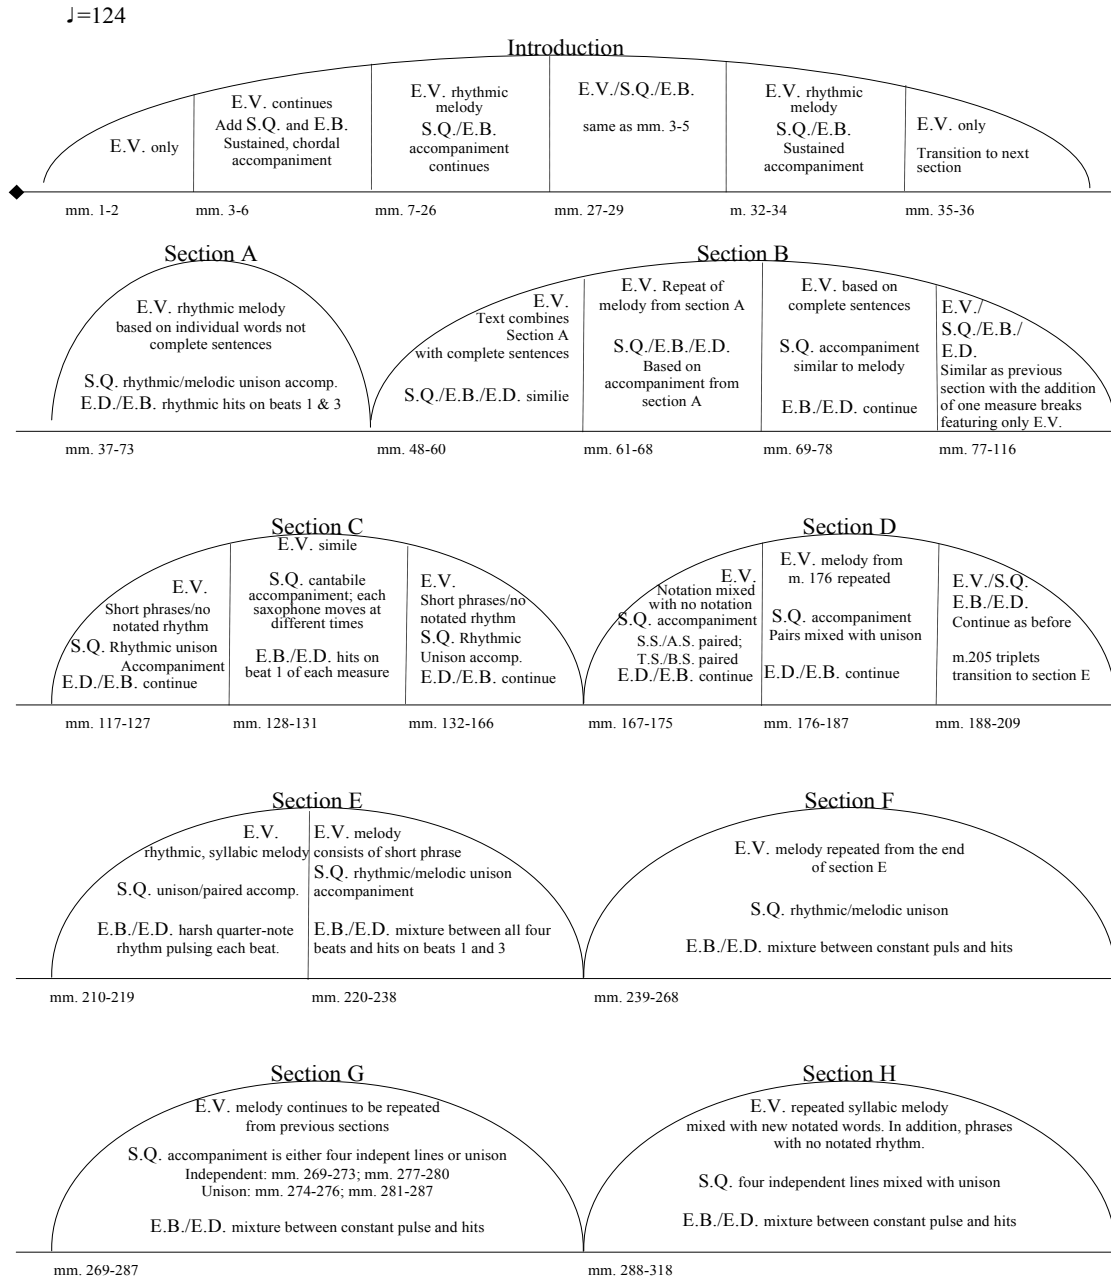 ♩=124
Introduction
E.V. only
E.V. continues
Add S.Q. and E.B.
Sustained, chordal
accompaniment
E.V. rhythmic
melody
S.Q./E.B.
accompaniment
continues
E.V./S.Q./E.B.
same as mm. 3-5
E.V. rhythmic
melody
S.Q./E.B.
Sustained
accompaniment
E.V. only
Transition to next
section
mm. 1-2
mm. 3-6
mm. 7-26
mm. 27-29
m. 32-34
mm. 35-36
Section A
E.V. rhythmic melody
based on individual words not
complete sentences
S.Q. rhythmic/melodic unison accomp.
E.D./E.B. rhythmic hits on beats 1 & 3
mm. 37-73
Section B
E.V.
Text combines
Section A
with complete sentences
S.Q./E.B./E.D. similie
E.V. Repeat of
melody from section A
S.Q./E.B./E.D.
Based on
accompaniment from
section A
E.V. based on
complete sentences
S.Q. accompaniment
similar to melody
E.B./E.D. continue
E.V./
S.Q./E.B./
E.D.
Similar as previous
section with the addition
of one measure breaks
featuring only E.V.
mm. 48-60
mm. 61-68
mm. 69-78
mm. 77-116
Section C
E.V.
Short phrases/no
notated rhythm
S.Q. Rhythmic unison
Accompaniment
E.D./E.B. continue
E.V. simile
S.Q. cantabile
accompaniment; each
saxophone moves at
different times
E.B./E.D. hits on
beat 1 of each measure
E.V.
Short phrases/no
notated rhythm
S.Q. Rhythmic
Unison accomp.
E.D./E.B. continue
mm. 117-127
mm. 128-131
mm. 132-166
Section D
E.V.
Notation mixed
with no notation
S.Q. accompaniment
S.S./A.S. paired;
T.S./B.S. paired
E.D./E.B. continue
E.V. melody from
m. 176 repeated
S.Q. accompaniment
Pairs mixed with unison
E.D./E.B. continue
E.V./S.Q.
E.B./E.D.
Continue as before
m.205 triplets
transition to section E
mm. 167-175
mm. 176-187
mm. 188-209
Section E
E.V.
rhythmic, syllabic melody
S.Q. unison/paired accomp.
E.B./E.D. harsh quarter-note
rhythm pulsing each beat.
E.V. melody
consists of short phrase
S.Q. rhythmic/melodic unison
accompaniment
E.B./E.D. mixture between all four
beats and hits on beats 1 and 3
mm. 210-219
mm. 220-238
Section F
E.V. melody repeated from the end
of section E
S.Q. rhythmic/melodic unison
E.B./E.D. mixture between constant puls and hits
mm. 239-268
Section G
E.V. melody continues to be repeated
from previous sections
S.Q. accompaniment is either four indepent lines or unison
Independent: mm. 269-273; mm. 277-280
Unison: mm. 274-276; mm. 281-287
E.B./E.D. mixture between constant pulse and hits
mm. 269-287
Section H
E.V. repeated syllabic melody
mixed with new notated words. In addition, phrases
with no notated rhythm.
S.Q. four independent lines mixed with unison
E.B./E.D. mixture between constant pulse and hits
mm. 288-318